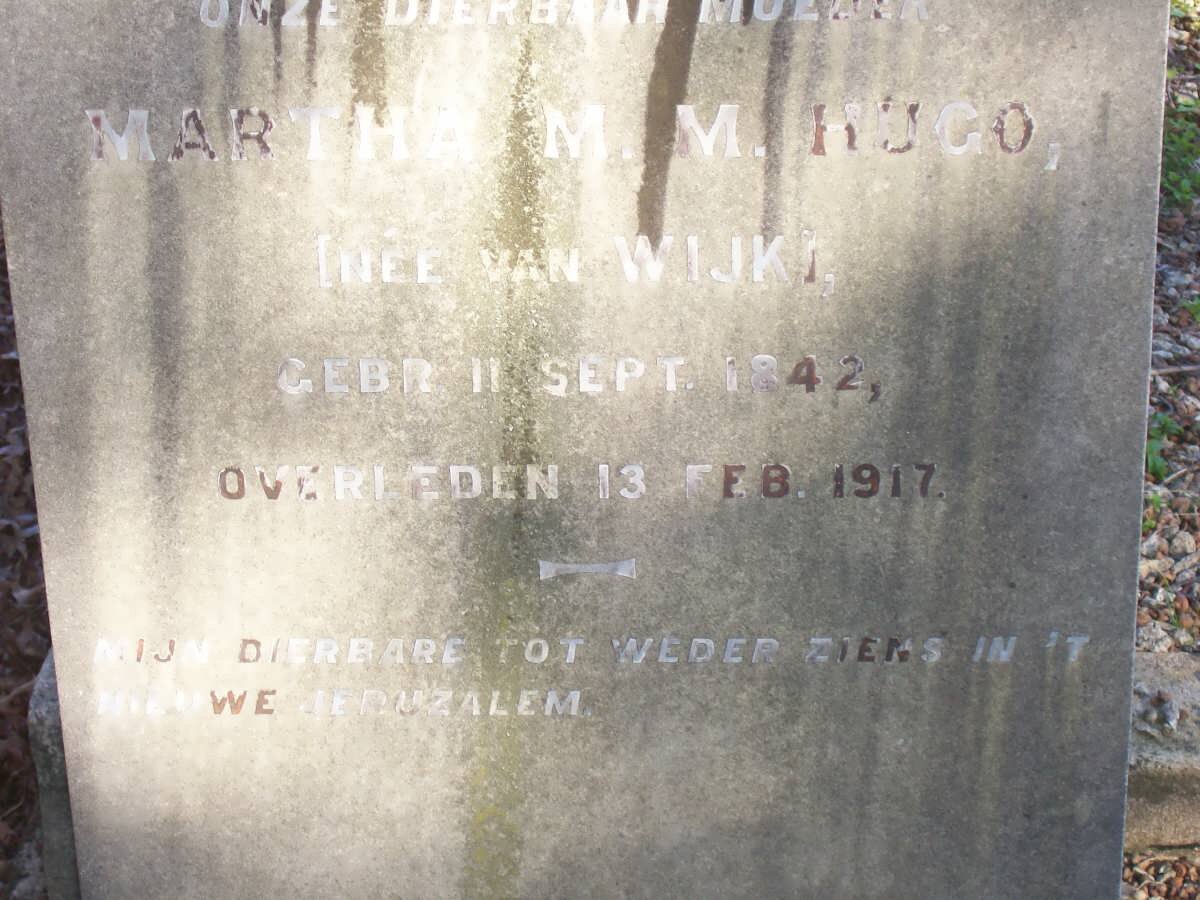 ONZE DIERBAAR MOEDER
MARTHA M. M. HUGO,
[NÉE VAN WIJK],
GEBR. 11 SEPT. 1842,
OVERLEDEN 13 FEB. 1917.
MIJN DIERBARE TOT WEDER ZIENS IN 'T
NIEUWE JERUZALEM.